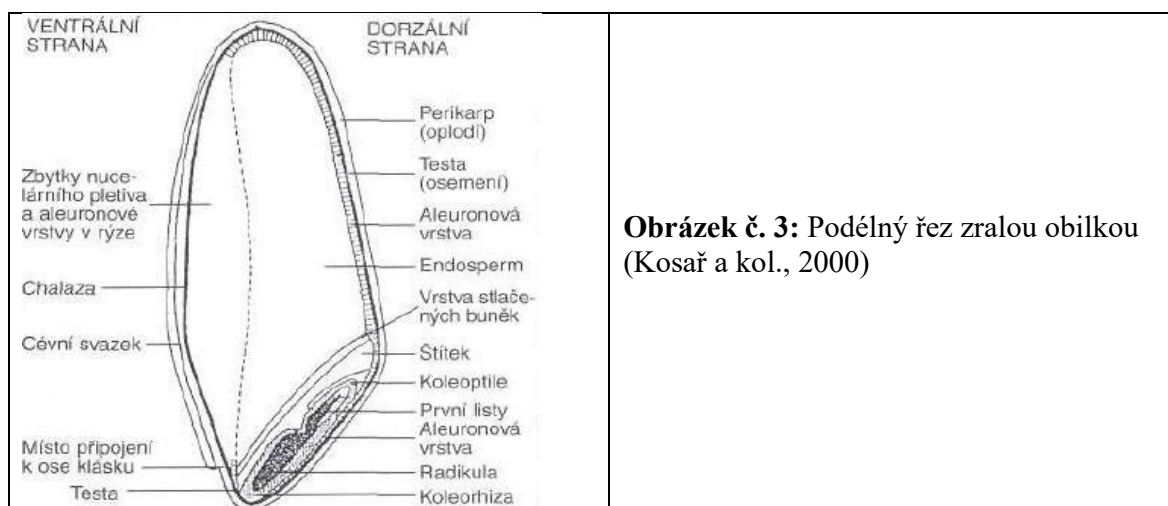 VENTRÁLNÍ
STRANA
DORZÁLNÍ
STRANA
Perikarp
(oplodí)
Testa
(osemení)
Aleuronová
vrstva
Endosperm
Vrstva stlače-
ných buněk
Štítek
Koleoptile
První listy
Aleuronová
vrstva
Radikula
Koleorhiza
Zbytky nuce-
lárního pletiva
a aleuronové
vrstvy v rýze
Chalaza
Cévní svazek
Místo připojení
k ose klásku
Testa
Obrázek č. 3: Podélný řez zralou obilkou
(Kosař a kol., 2000)